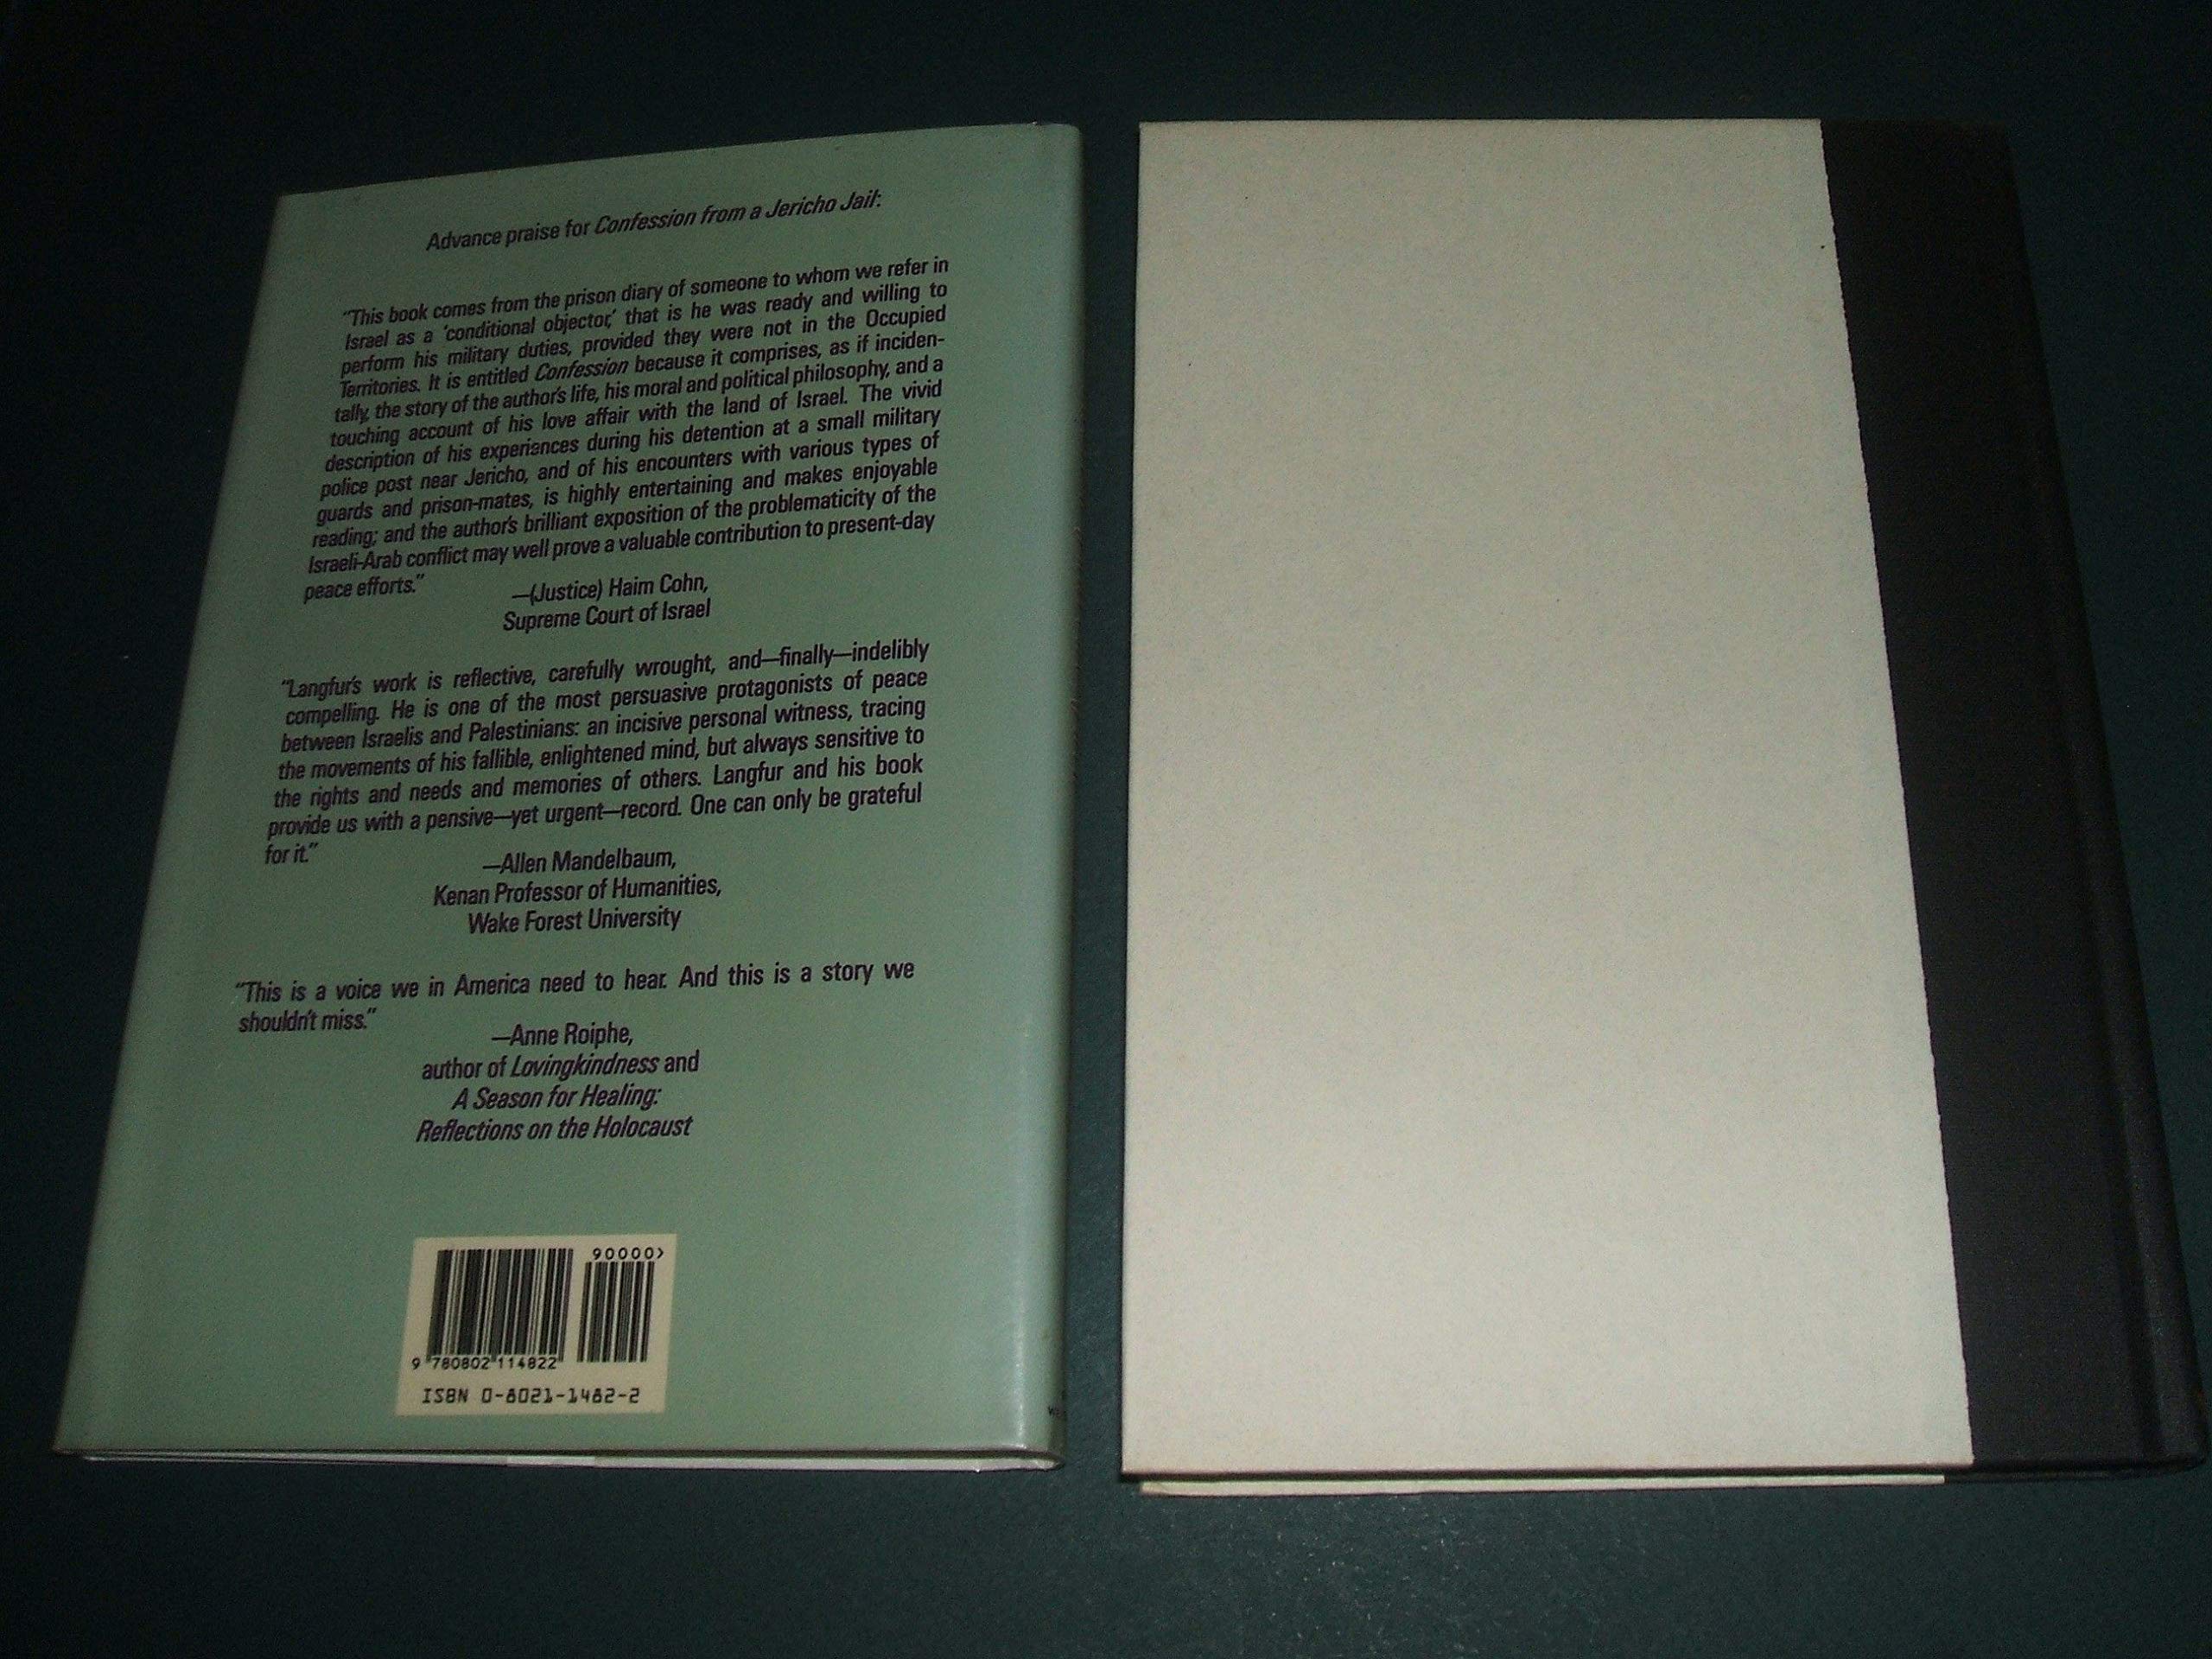 Advance praise for Confession from a Jericho Jail:
"This book comes from the prison diary of someone to whom we refer in
Israel as a 'conditional objector,' that is he was ready and willing to
perform his military duties, provided they were not in the Occupied
Territories. It is entitled Confession because it comprises, as if inciden-
tally, the story of the author's life, his moral and political philosophy, and a
touching account of his love affair with the land of Israel. The vivid
description of his experiences during his detention at a small military
police post near Jericho, and of his encounters with various types of
guards and prison-mates, is highly entertaining and makes enjoyable
reading; and the author's brilliant exposition of the problematicity of the
Israeli-Arab conflict may well prove a valuable contribution to present-day
peace efforts."
—(Justice) Haim Cohn,
Supreme Court of Israel
"Langfur's work is reflective, carefully wrought, and—finally—indelibly
compelling. He is one of the most persuasive protagonists of peace
between Israelis and Palestinians: an incisive personal witness, tracing
the movements of his fallible, enlightened mind, but always sensitive to
the rights and needs and memories of others. Langfur and his book
provide us with a pensive—yet urgent—record. One can only be grateful
for it."
—Allen Mandelbaum,
Kenan Professor of Humanities,
Wake Forest University
"This is a voice we in America need to hear. And this is a story we
shouldn't miss."
—Anne Roiphe,
author of Lovingkindness and
A Season for Healing:
Reflections on the Holocaust
90000>
9 780802 114822
ISBN 0-8021-1482-2